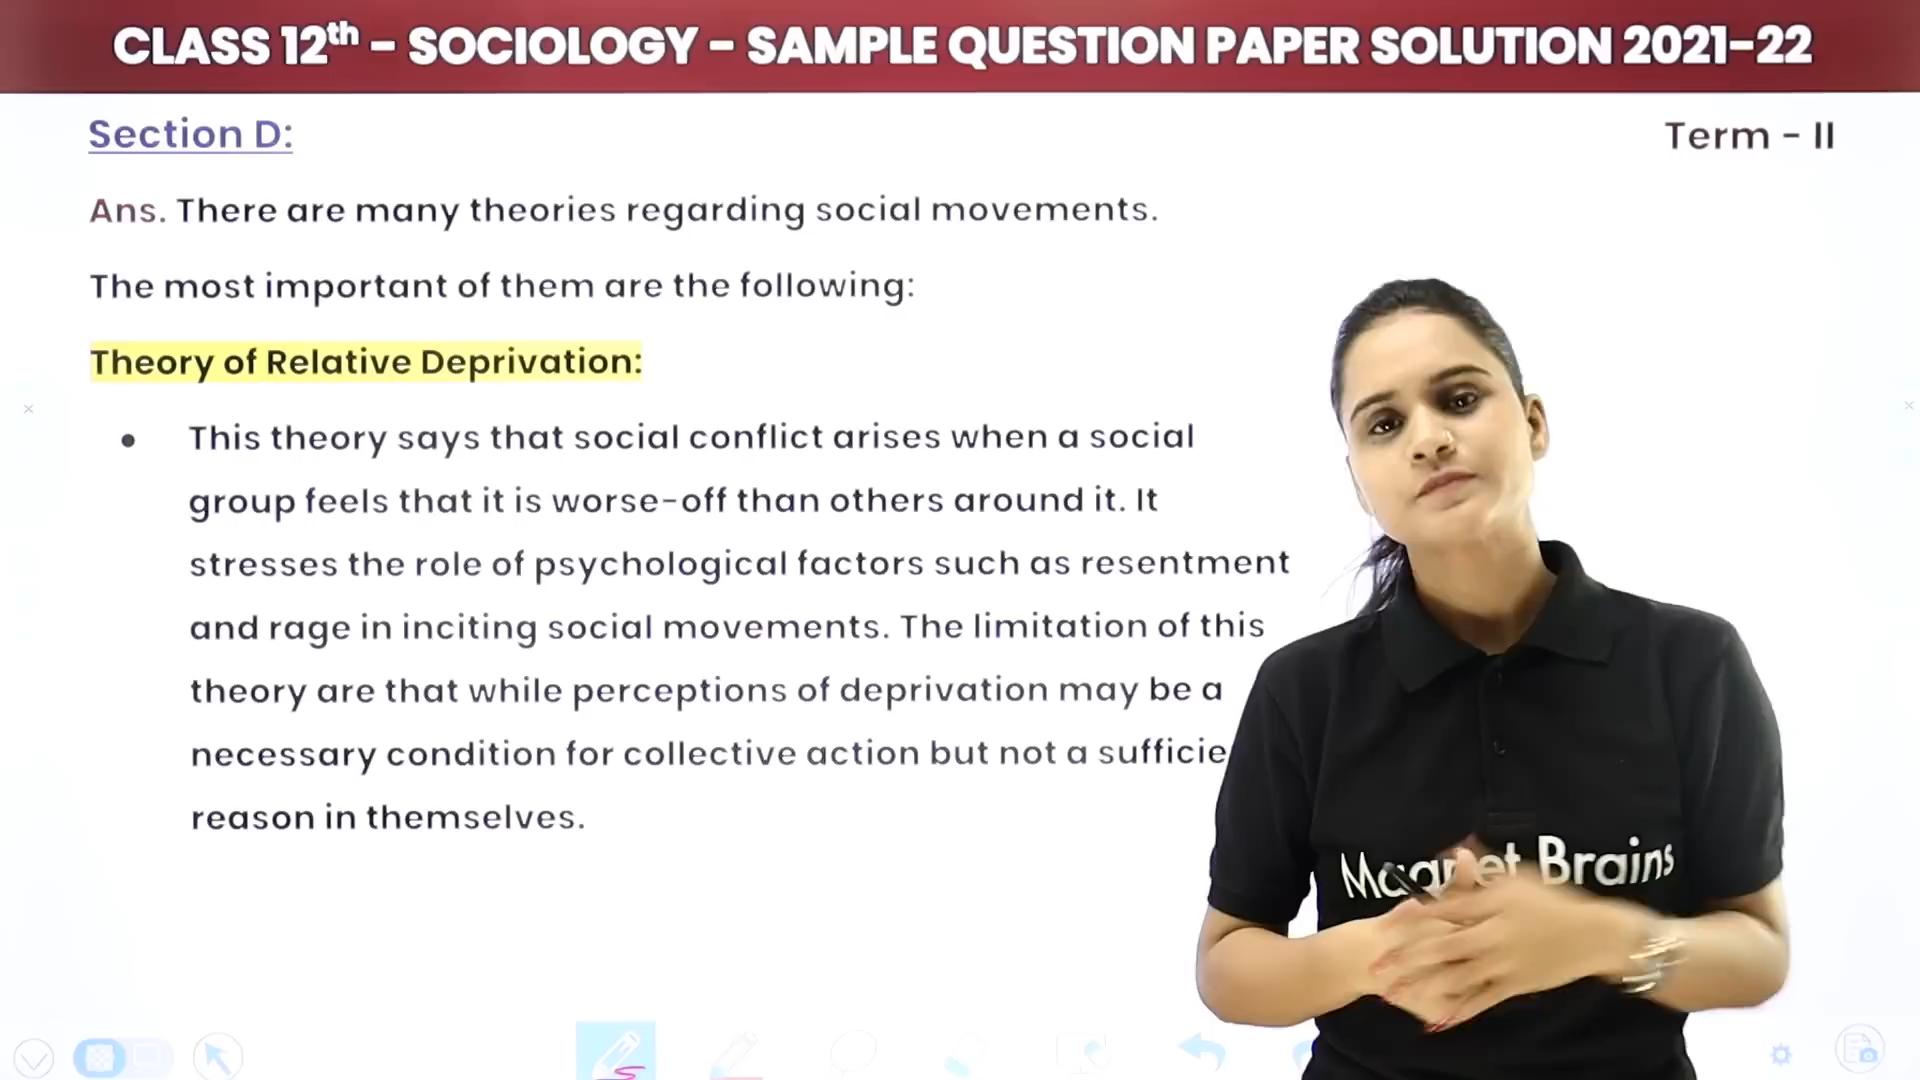 CLASS 12th - SOCIOLOGY - SAMPLE QUESTION PAPER SOLUTION 2021-22
Section D:
Term - II
Ans. There are many theories regarding social movements.
The most important of them are the following:
Theory of Relative Deprivation:
• This theory says that social conflict arises when a social
group feels that it is worse-off than others around it. It
stresses the role of psychological factors such as resentment
and rage in inciting social movements. The limitation of this
theory are that while perceptions of deprivation may be a
necessary condition for collective action but not a sufficie
reason in themselves.
Magnet Brains